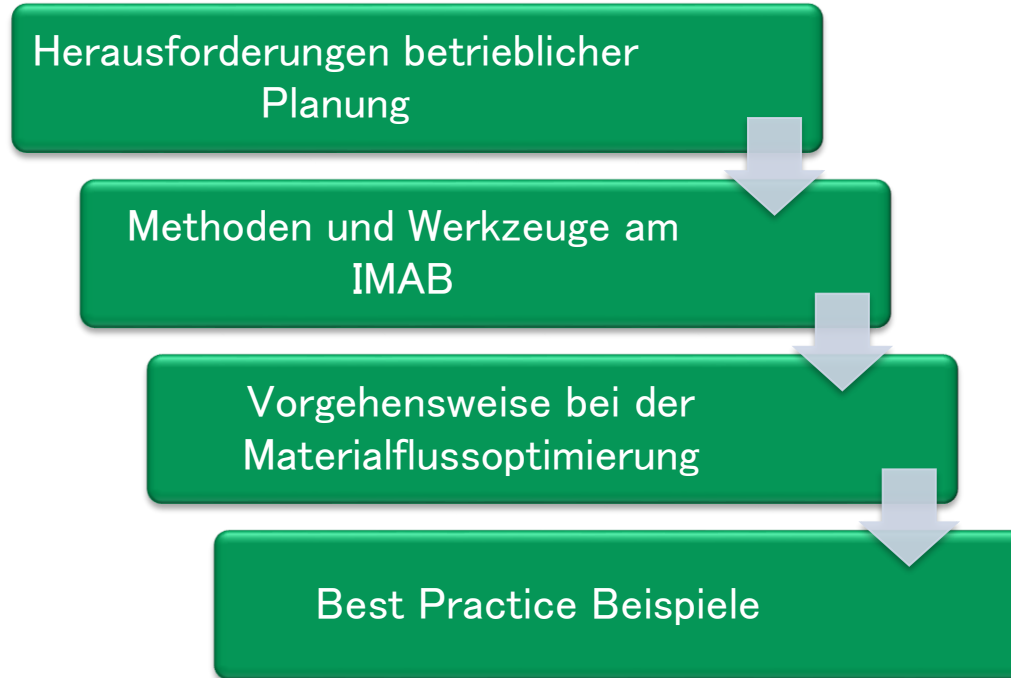 Herausforderungen betrieblicher
Planung
Methoden und Werkzeuge am
IMAB
Vorgehensweise bei der
Materialflussoptimierung
Best Practice Beispiele